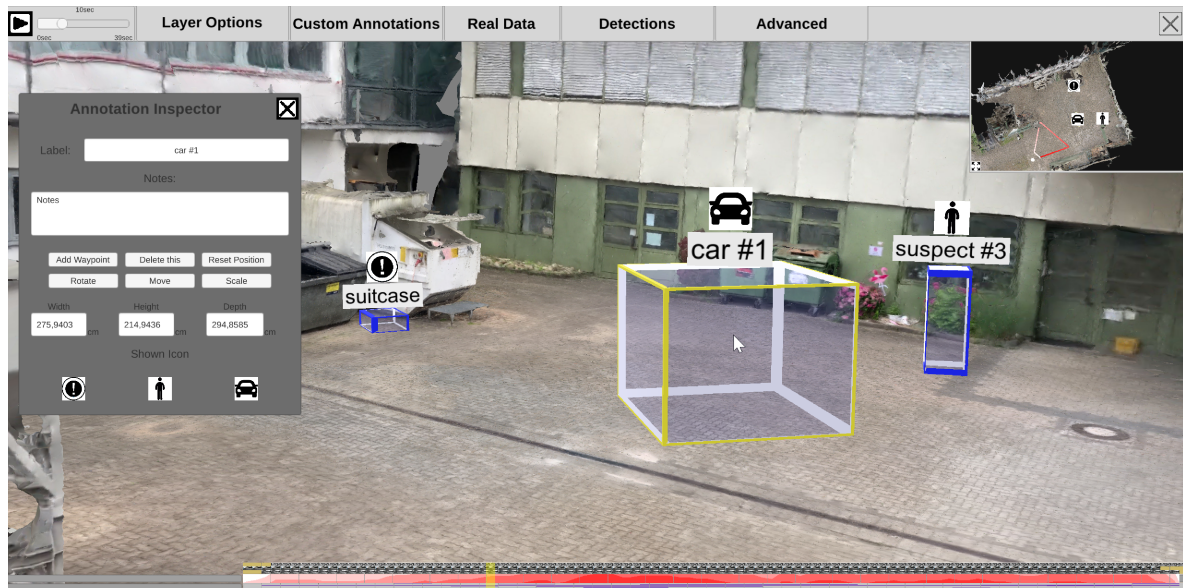 10sec
0sec 39sec
Layer Options Custom Annotations Real Data Detections Advanced
Annotation Inspector
Label: car #1
Notes:
Notes
Add Waypoint Delete this Reset Position
Rotate Move Scale
Width Height Depth
275,9403 cm 214,9436 cm 294,8585 cm
Shown Icon
suitcase
car #1
suspect #3